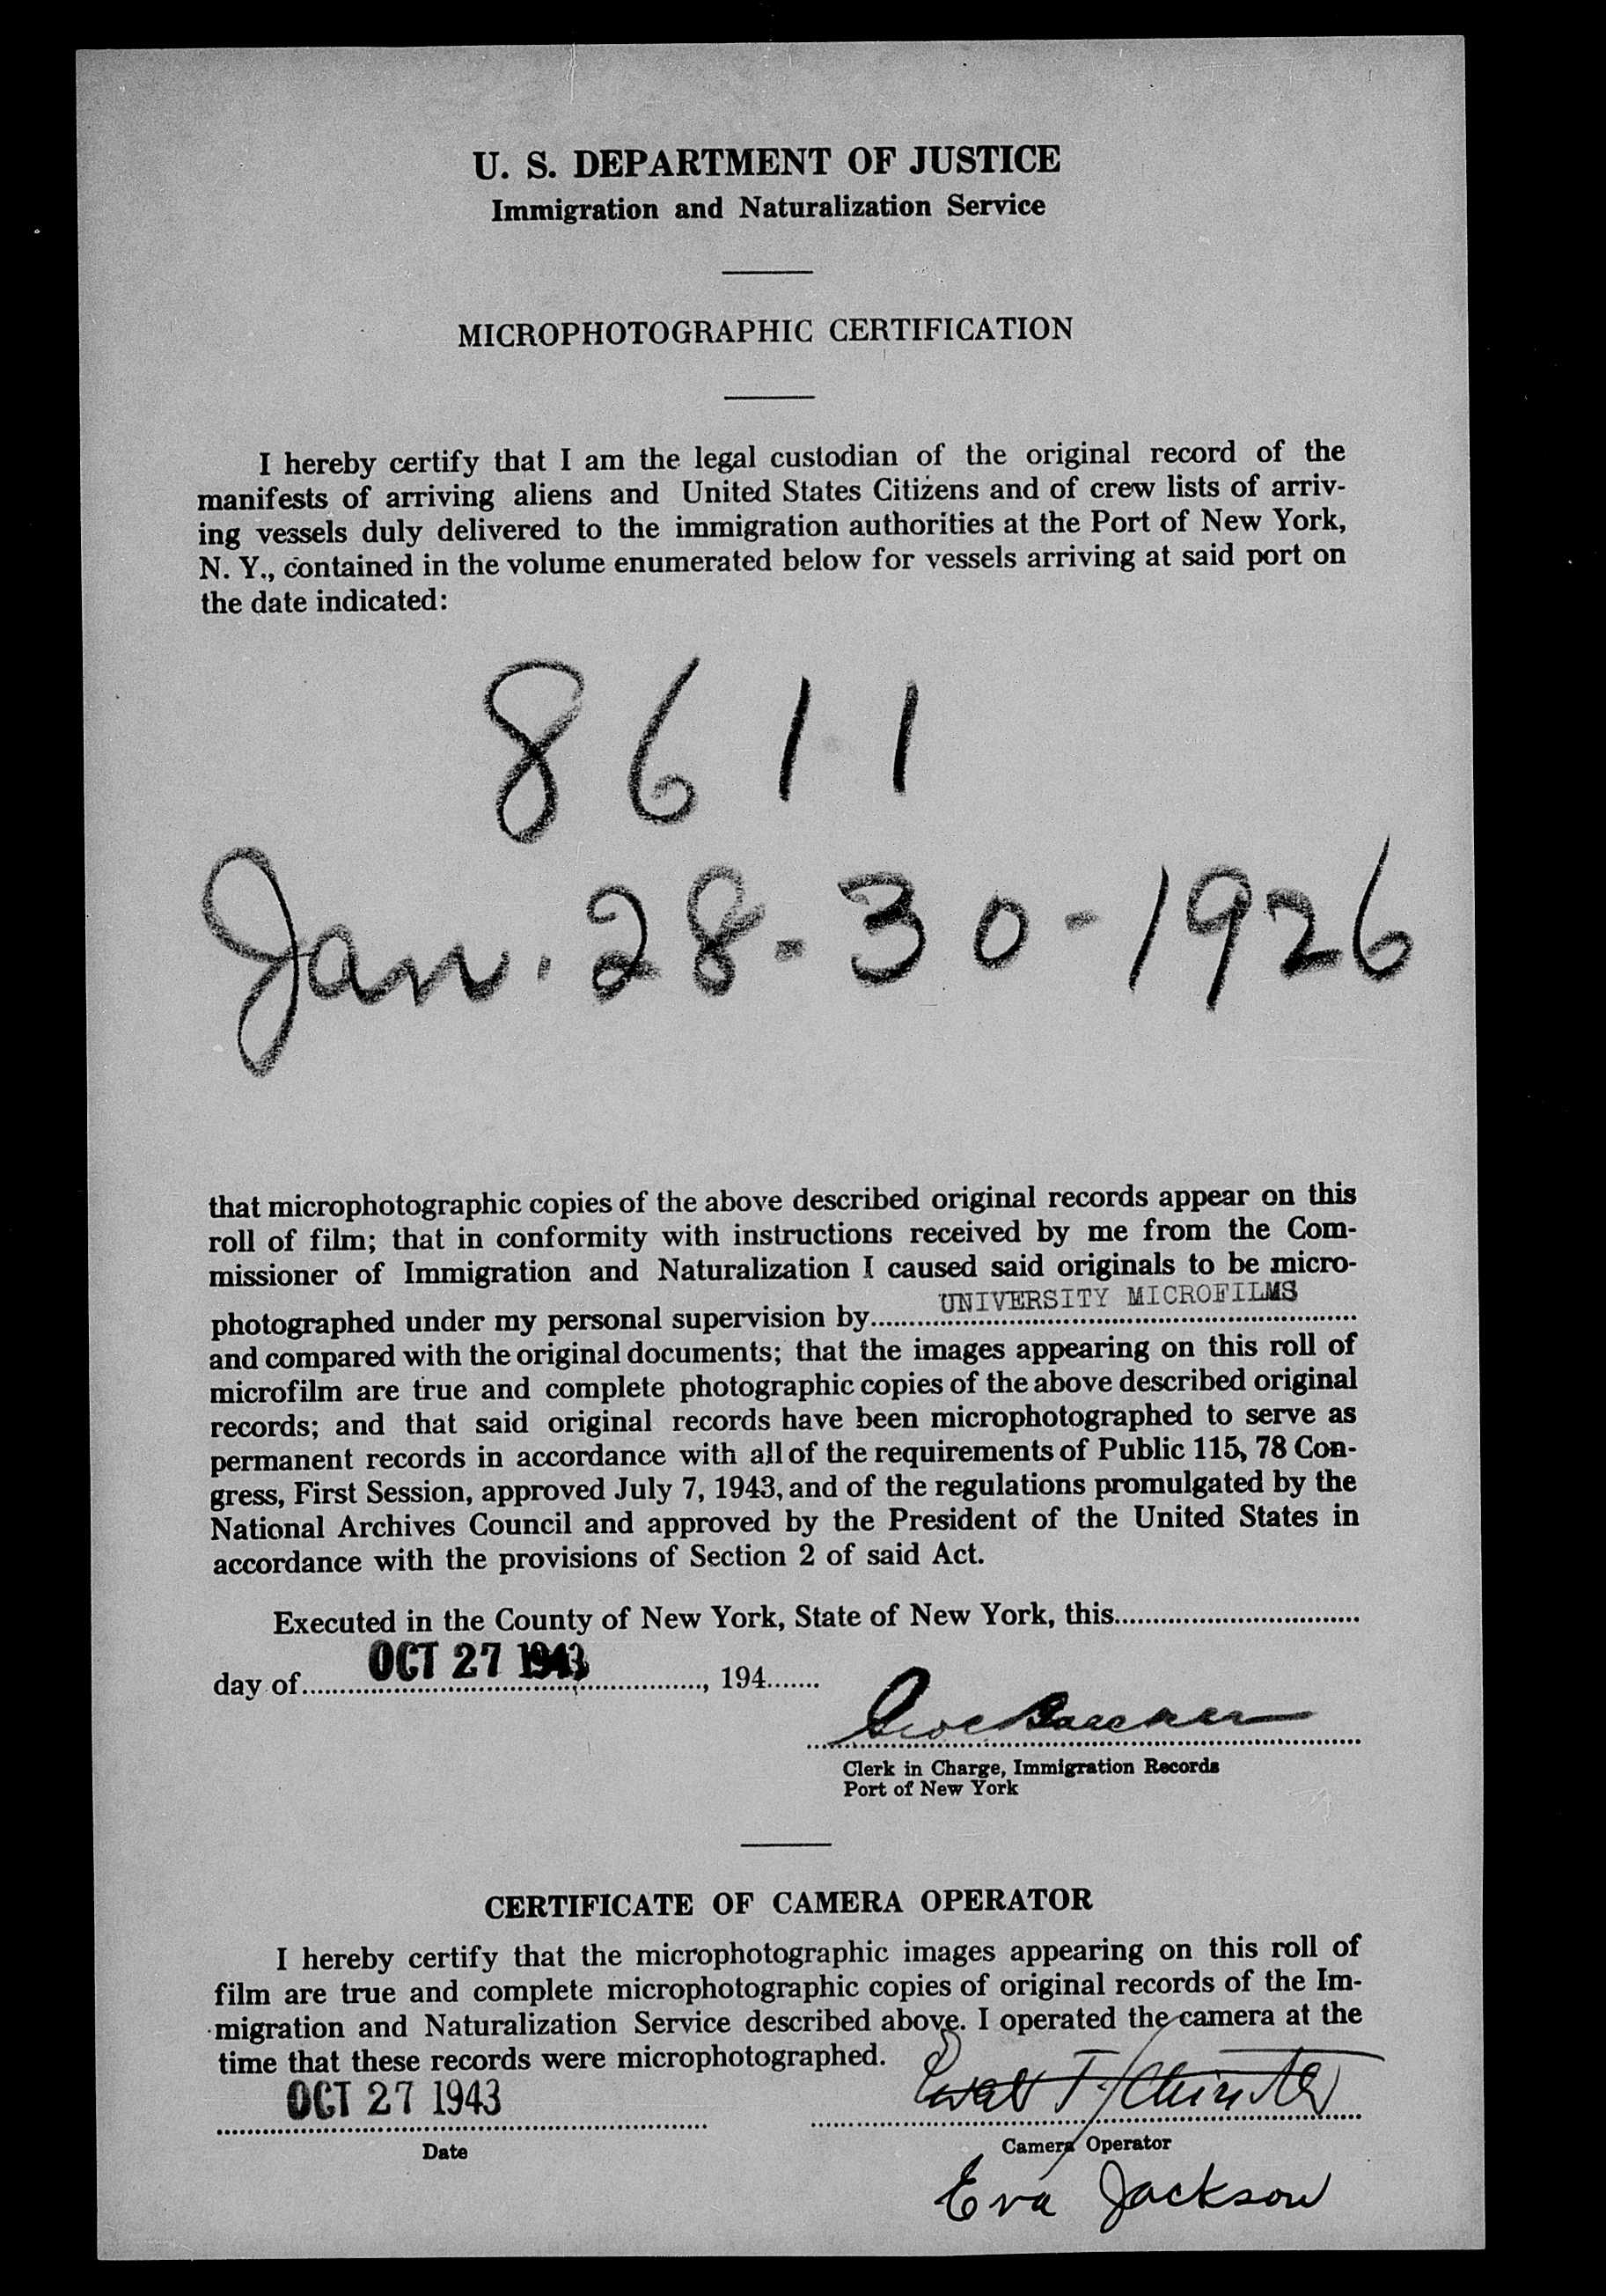 U. S. DEPARTMENT OF JUSTICE
Immigration and Naturalization Service
MICROPHOTOGRAPHIC CERTIFICATION
I hereby certify that I am the legal custodian of the original record of the
manifests of arriving aliens and United States Citizens and of crew lists of arriv-
ing vessels duly delivered to the immigration authorities at the Port of New York,
N. Y., contained in the volume enumerated below for vessels arriving at said port on
the date indicated:
8611
Jan. 28-30-1926
that microphotographic copies of the above described original records appear on this
roll of film; that in conformity with instructions received by me from the Com-
missioner of Immigration and Naturalization I caused said originals to be micro-
photographed under my personal supervision by UNIVERSITY MICROFILMS
and compared with the original documents; that the images appearing on this roll of
microfilm are true and complete photographic copies of the above described original
records; and that said original records have been microphotographed to serve as
permanent records in accordance with all of the requirements of Public 115, 78 Con-
gress, First Session, approved July 7, 1943, and of the regulations promulgated by the
National Archives Council and approved by the President of the United States in
accordance with the provisions of Section 2 of said Act.
Executed in the County of New York, State of New York, this
day of OCT 27 1943, 194
Clerk in Charge, Immigration Records
Port of New York
CERTIFICATE OF CAMERA OPERATOR
I hereby certify that the microphotographic images appearing on this roll of
film are true and complete microphotographic copies of original records of the Im-
migration and Naturalization Service described above. I operated the camera at the
time that these records were microphotographed.
OCT 27 1943
Date
Camera Operator
Eva Jackson